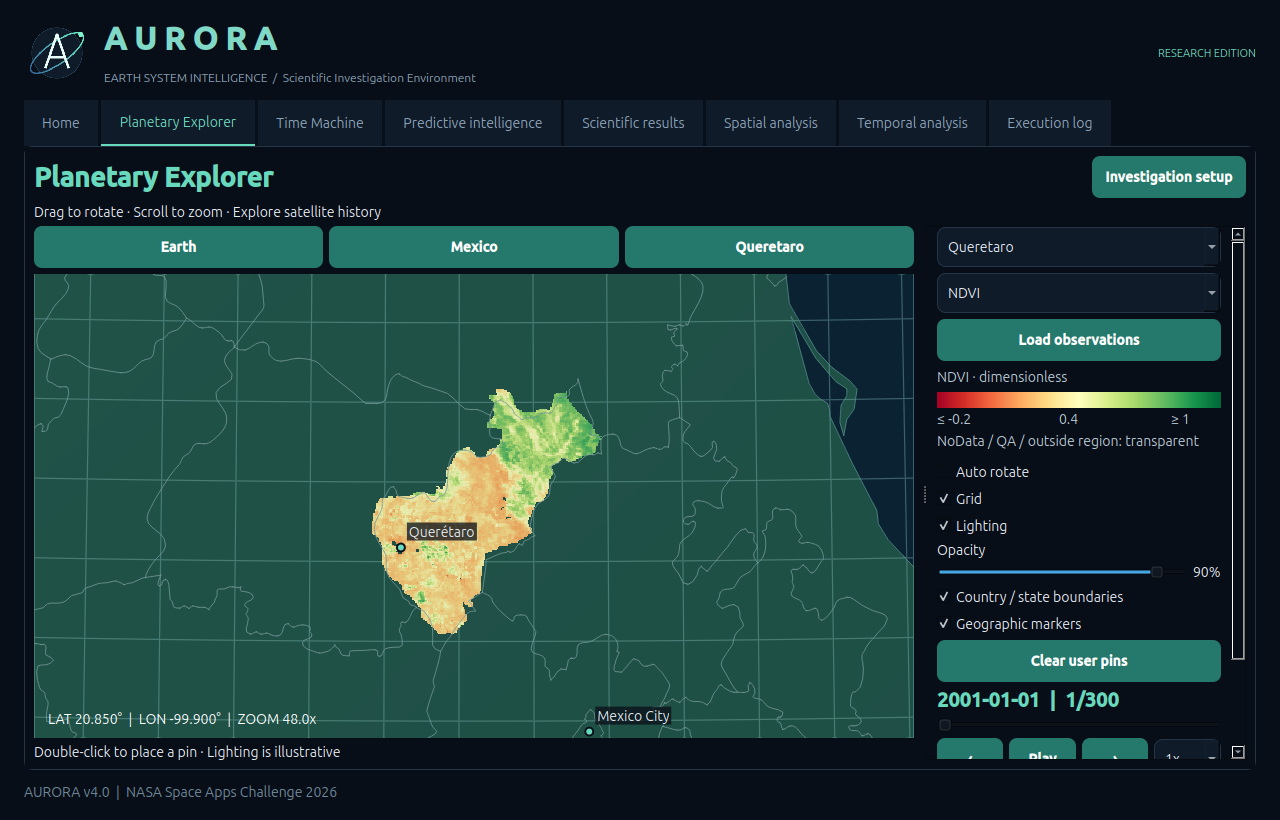 A
AURORA
EARTH SYSTEM INTELLIGENCE / Scientific Investigation Environment
RESEARCH EDITION
Home
Planetary Explorer
Time Machine
Predictive intelligence
Scientific results
Spatial analysis
Temporal analysis
Execution log
Planetary Explorer
Investigation setup
Drag to rotate · Scroll to zoom · Explore satellite history
Earth
Mexico
Queretaro
Querétaro
Mexico City
LAT 20.850° | LON -99.900° | ZOOM 48.0x
Double-click to place a pin · Lighting is illustrative
Queretaro
NDVI
Load observations
NDVI · dimensionless
≤ -0.2 0.4 ≥ 1
NoData / QA / outside region: transparent
Auto rotate
Grid
Lighting
Opacity
90%
Country / state boundaries
Geographic markers
Clear user pins
2001-01-01 | 1/300
Play
1x
AURORA v4.0 | NASA Space Apps Challenge 2026